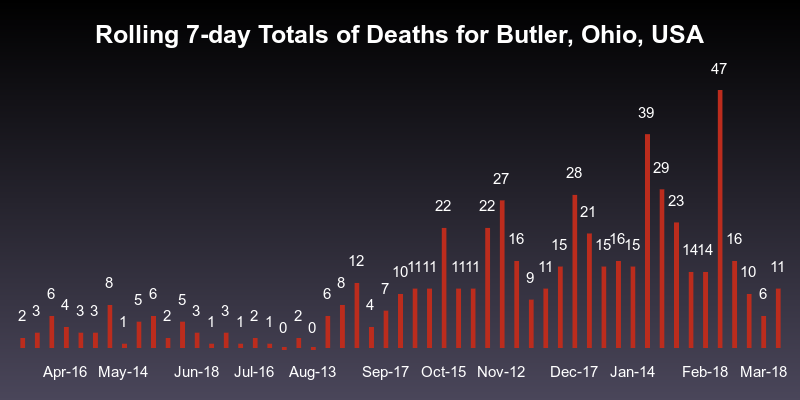 Rolling 7-day Totals of Deaths for Butler, Ohio, USA
2 3 6 4 3 3 8 1 5 6 2 5 3 1 3 1 2 1 0 2 0 6 8 12 4 7 10 11 11 22 11 11 22 27 16 9 11 15 28 21 15 16 15 39 29 23 14 14 47 16 10 6 11
Apr-16 May-14 Jun-18 Jul-16 Aug-13 Sep-17 Oct-15 Nov-12 Dec-17 Jan-14 Feb-18 Mar-18